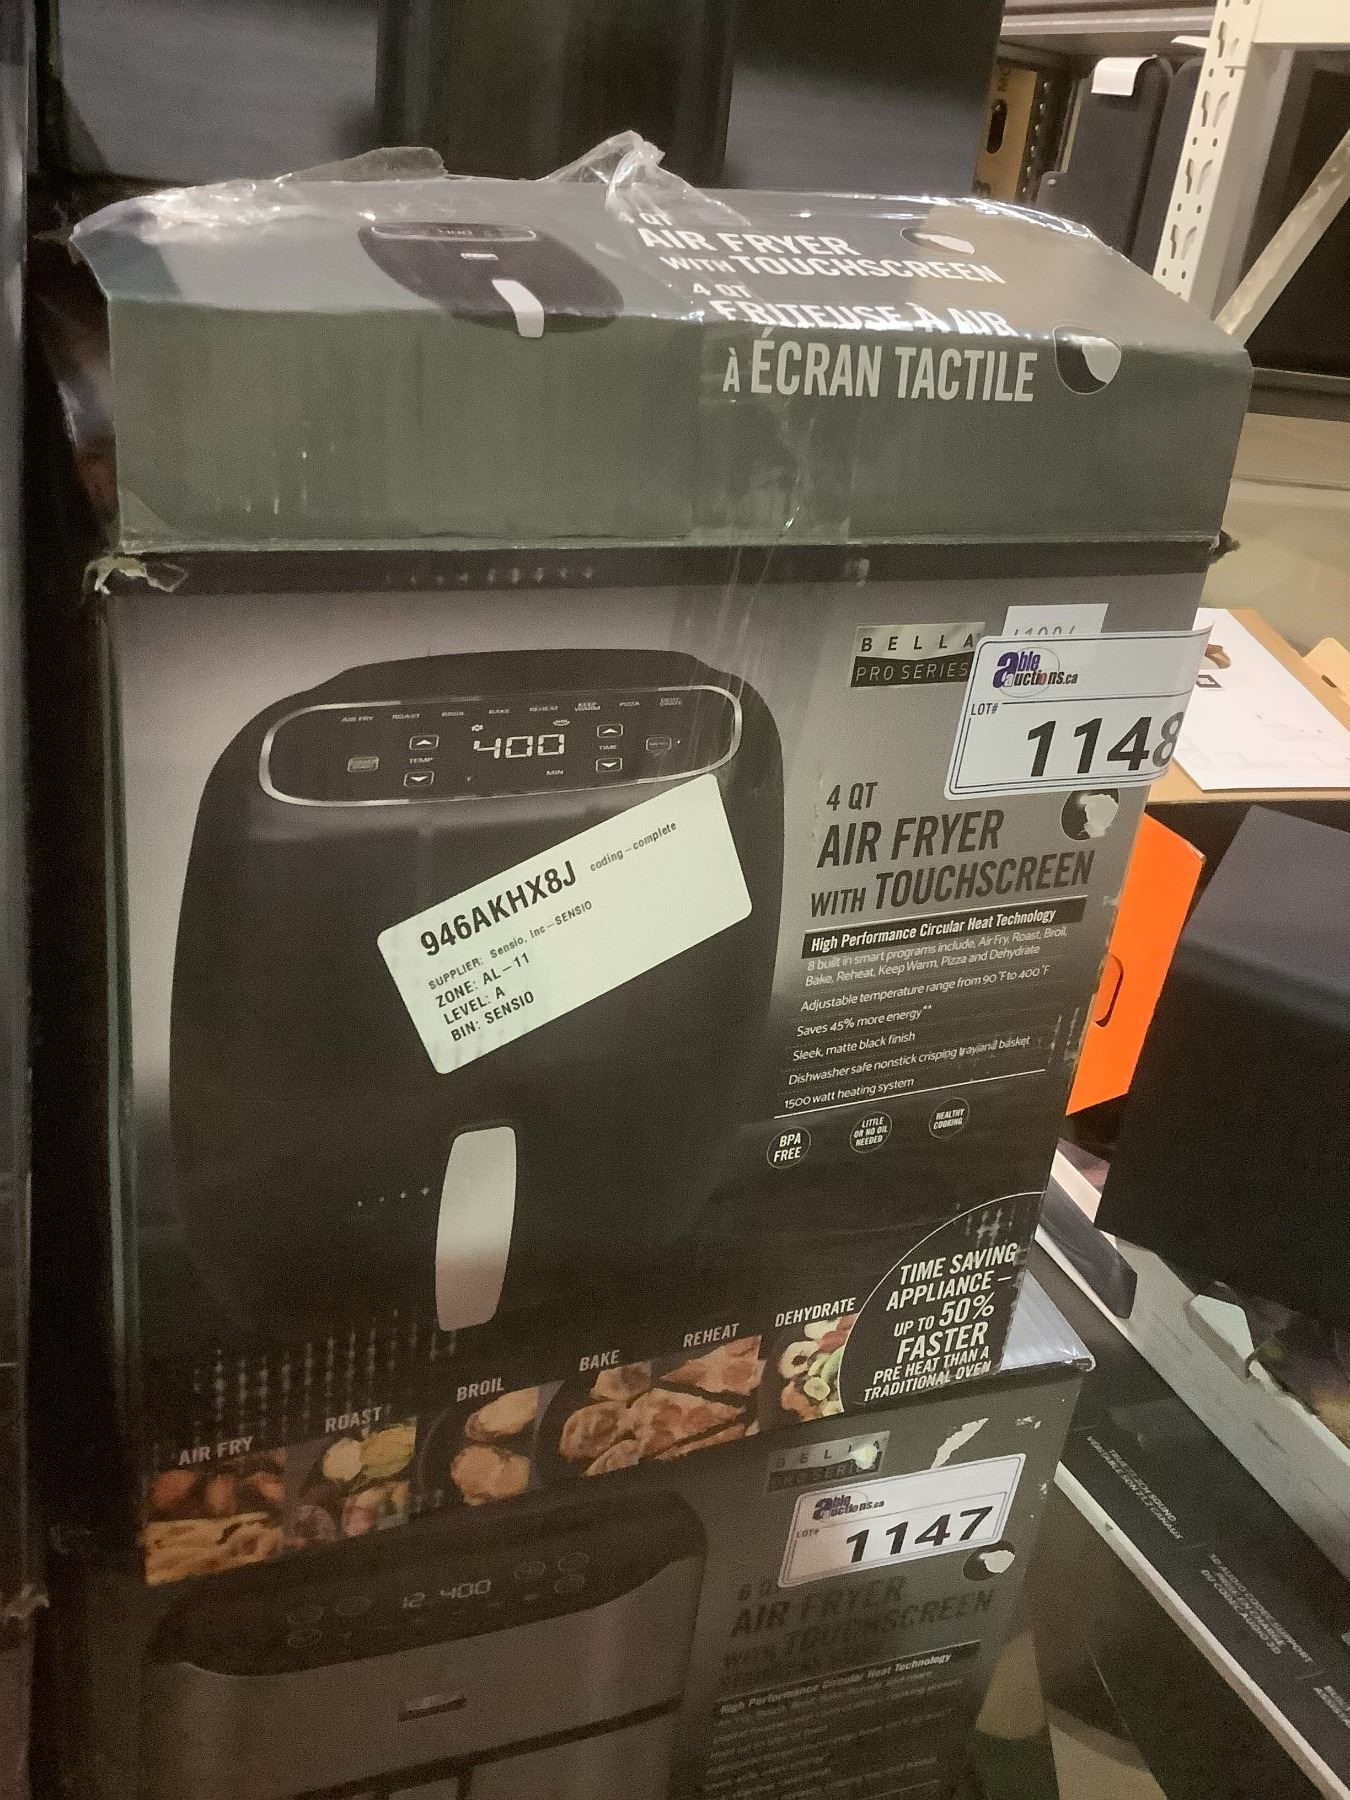 4 QT
AIR FRYER
WITH TOUCHSCREEN
4 QT
FRITEUSE À AIR
À ÉCRAN TACTILE
BELLA
PRO SERIES
able
auctions.ca
LOT#
1148
AIR FRY ROAST BROIL BAKE REHEAT KEEP WARM PIZZA
400
TEMP
TIME
F
MIN
4 QT
AIR FRYER
WITH TOUCHSCREEN
High Performance Circular Heat Technology
8 built in smart programs include, Air Fry, Roast, Broil,
Bake, Reheat, Keep Warm, Pizza and Dehydrate
Adjustable temperature range from 90 °F to 400 °F
Saves 45% more energy**
Sleek, matte black finish
Dishwasher safe nonstick crisping tray and basket
1500 watt heating system
BPA
FREE
LITTLE
OR NO OIL
NEEDED
HEALTHY
COOKING
946AKHX8J coding-complete
SUPPLIER: Sensio, Inc-SENSIO
ZONE: AL-11
LEVEL: A
BIN: SENSIO
TIME SAVING
APPLIANCE –
UP TO 50%
FASTER
PRE HEAT THAN A
TRADITIONAL OVEN
AIR FRY
ROAST
BROIL
BAKE
REHEAT
DEHYDRATE
BELLA
PRO SERIES
able
auctions.ca
LOT#
1147
12 400
AIR FRYER
WITH TOUCHSCREEN
High Performance Circular Heat Technology